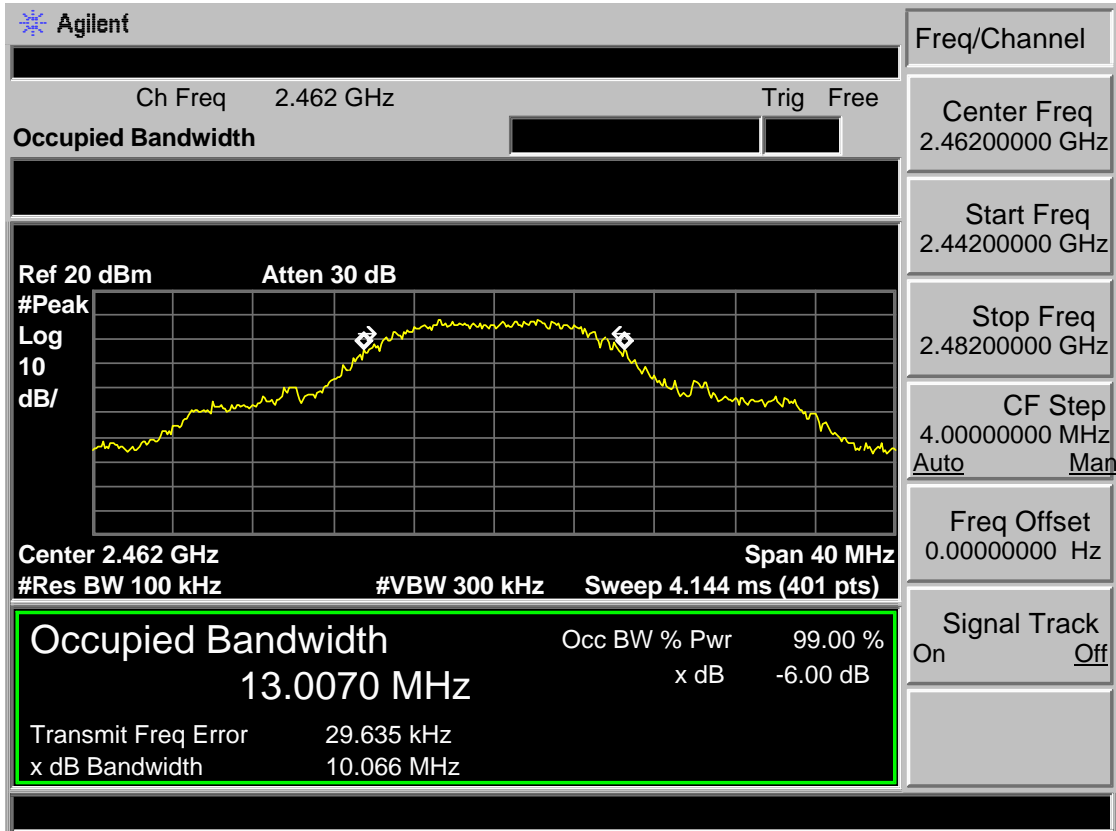 Agilent
Freq/Channel
Ch Freq 2.462 GHz Trig Free
Occupied Bandwidth
Center Freq
2.46200000 GHz
Start Freq
2.44200000 GHz
Stop Freq
2.48200000 GHz
CF Step
4.00000000 MHz
Auto Man
Freq Offset
0.00000000 Hz
Signal Track
On Off
Ref 20 dBm Atten 30 dB
#Peak
Log
10
dB/
Center 2.462 GHz Span 40 MHz
#Res BW 100 kHz #VBW 300 kHz Sweep 4.144 ms (401 pts)
Occupied Bandwidth Occ BW % Pwr 99.00 %
13.0070 MHz x dB -6.00 dB
Transmit Freq Error 29.635 kHz
x dB Bandwidth 10.066 MHz